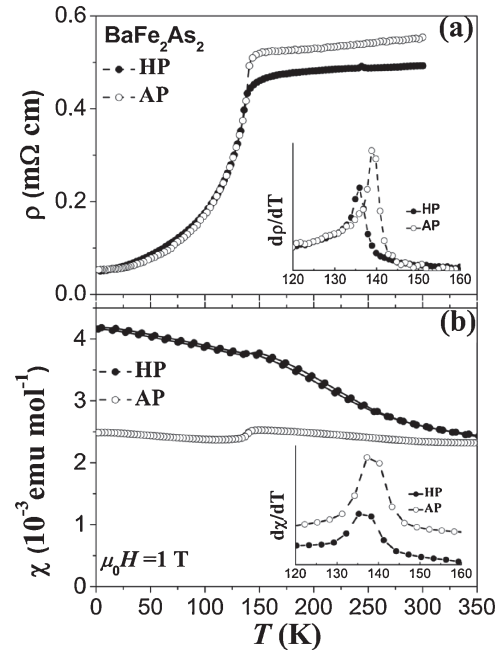 (a)
BaFe₂As₂
HP
AP
ρ (mΩ cm)
0.6
0.4
0.2
0.0
dρ/dT
HP
AP
120 130 140 150 160
(b)
HP
AP
χ (10⁻³emu mol⁻¹)
4
3
2
1
0
μ₀H =1 T
dχ/dT
HP
AP
120 130 140 150 160
0 50 100 150 200 250 300 350
T (K)